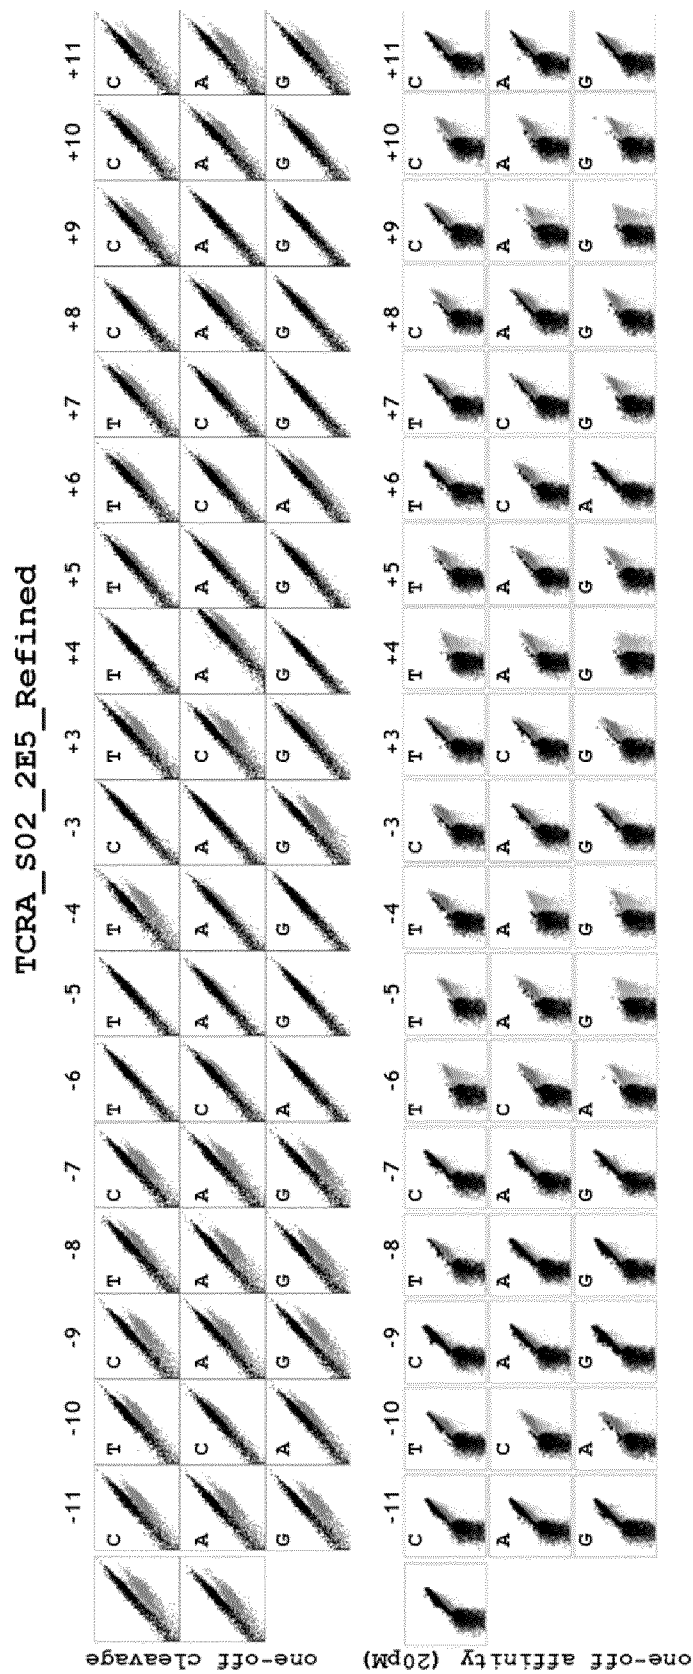 TCRA_S02_2E5_Refined
-11 -10 -9 -8 -7 -6 -5 -4 -3 +3 +4 +5 +6 +7 +8 +9 +10 +11
one-off cleavage
C T C T C T T T C T T T T T C C C C
A C A A A C A A A C A A C C A A A A
G A G G G A G G G G G G A G G G G G
-11 -10 -9 -8 -7 -6 -5 -4 -3 +3 +4 +5 +6 +7 +8 +9 +10 +11
one-off affinity (20pM)
C T C T C T T T C T T T T T C C C C
A C A A A C A A A C A A C C A A A A
G A G G G A G G G G G G A G G G G G